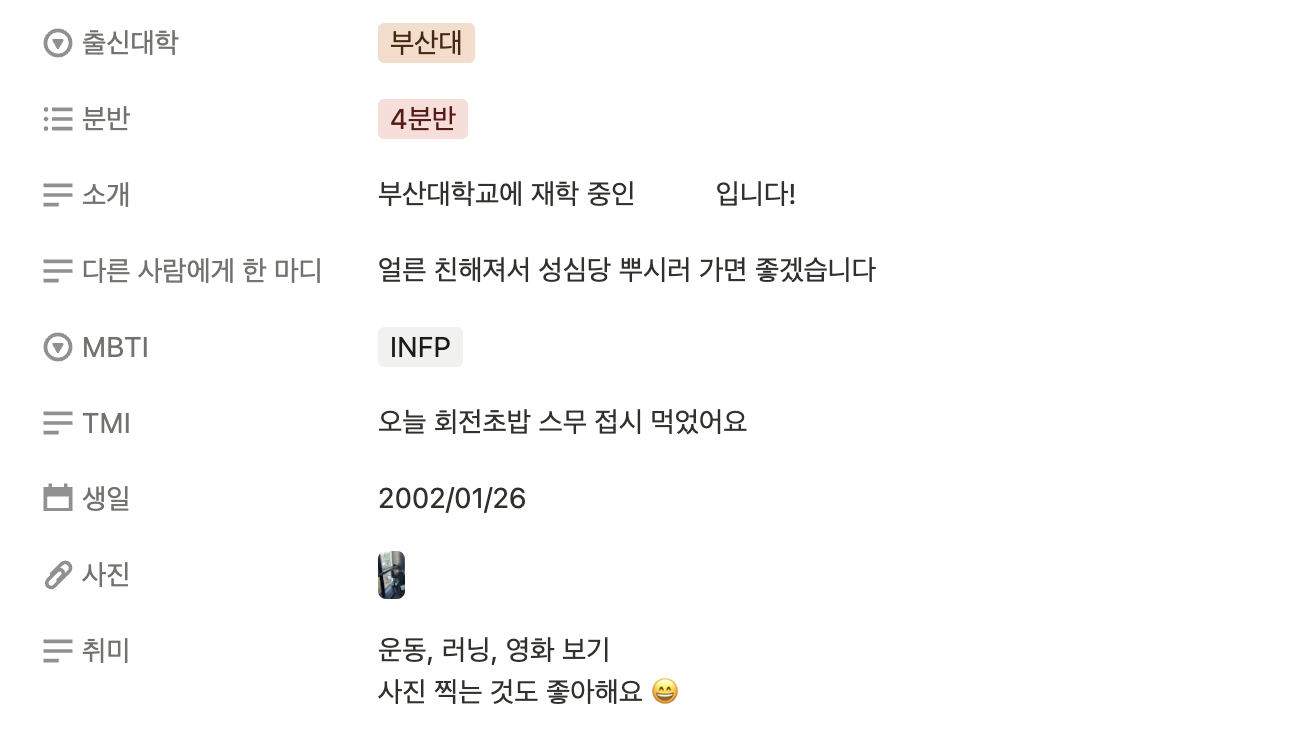 출신대학 부산대
분반 4분반
소개 부산대학교에 재학 중인 입니다!
다른 사람에게 한 마디 얼른 친해져서 성심당 뿌시러 가면 좋겠습니다
MBTI INFP
TMI 오늘 회전초밥 스무 접시 먹었어요
생일 2002/01/26
사진
취미 운동, 러닝, 영화 보기
사진 찍는 것도 좋아해요 😄